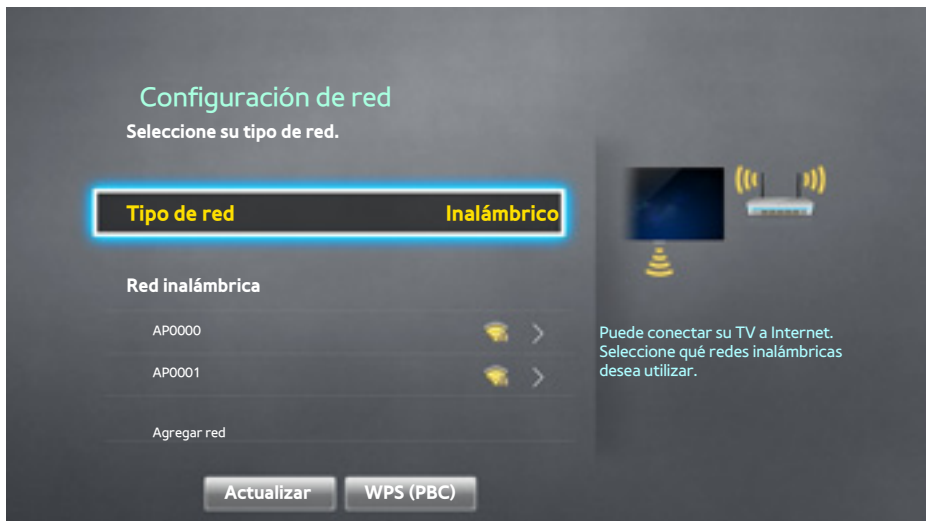 Configuración de red
Seleccione su tipo de red.
Tipo de red Inalámbrico
Red inalámbrica
AP0000
AP0001
Agregar red
Puede conectar su TV a Internet.
Seleccione qué redes inalámbricas
desea utilizar.
Actualizar WPS (PBC)